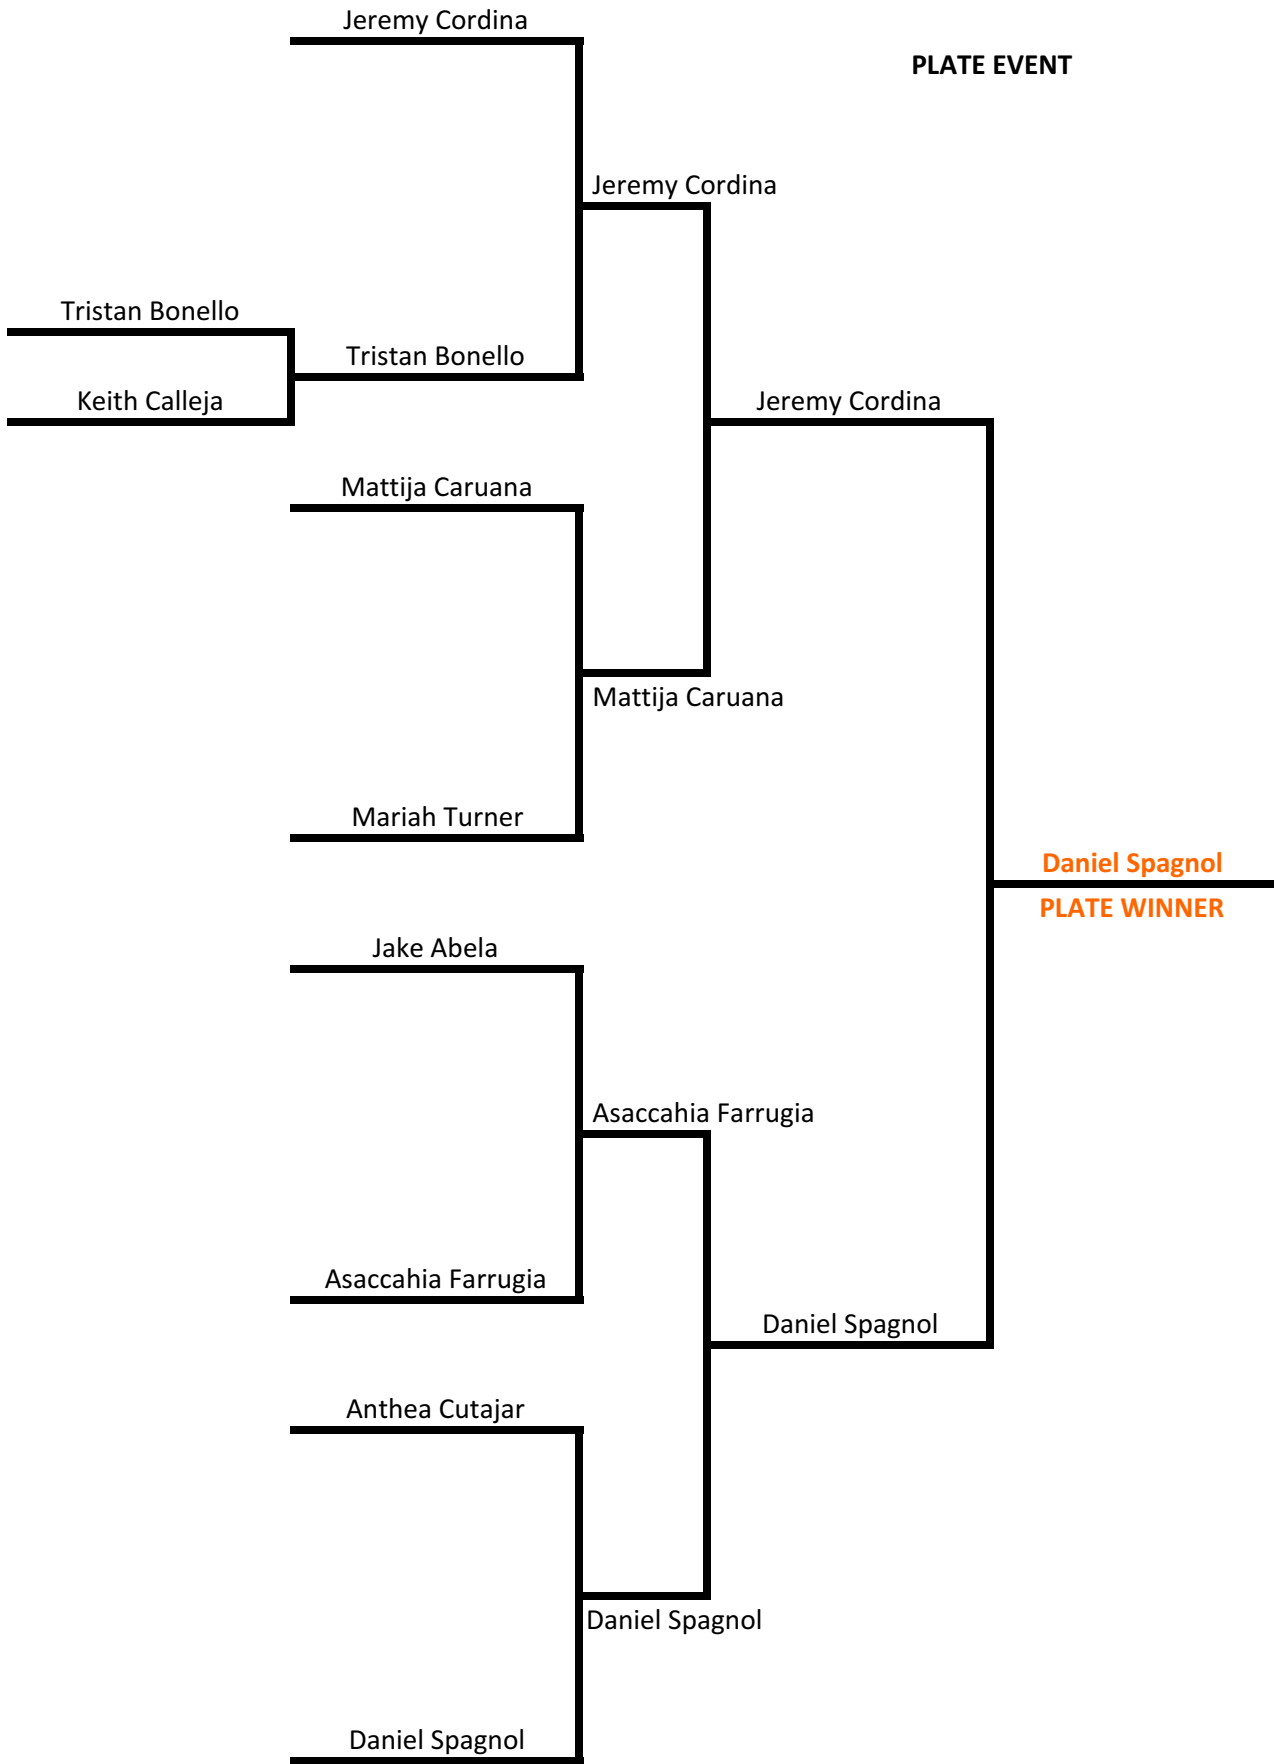 Jeremy Cordina
PLATE EVENT
Jeremy Cordina
Tristan Bonello
Tristan Bonello
Keith Calleja
Jeremy Cordina
Mattija Caruana
Mattija Caruana
Mariah Turner
Daniel Spagnol
PLATE WINNER
Jake Abela
Asaccahia Farrugia
Asaccahia Farrugia
Daniel Spagnol
Anthea Cutajar
Daniel Spagnol
Daniel Spagnol